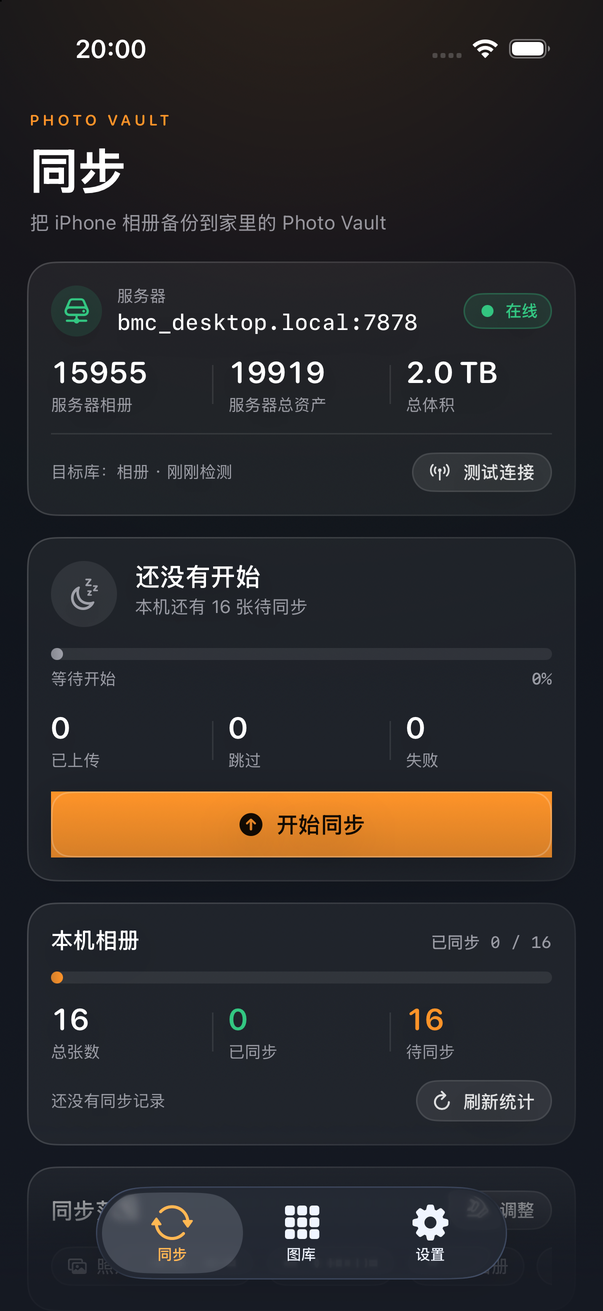 20:00
PHOTO VAULT
同步
把 iPhone 相册备份到家里的 Photo Vault
服务器
bmc_desktop.local:7878
在线
15955
19919
2.0 TB
服务器相册
服务器总资产
总体积
目标库：相册 · 刚刚检测
测试连接
zzz
还没有开始
本机还有 16 张待同步
等待开始
0%
0
0
0
已上传
跳过
失败
开始同步
本机相册
已同步 0 / 16
16
0
16
总张数
已同步
待同步
还没有同步记录
刷新统计
同步
调整
同步
图库
设置